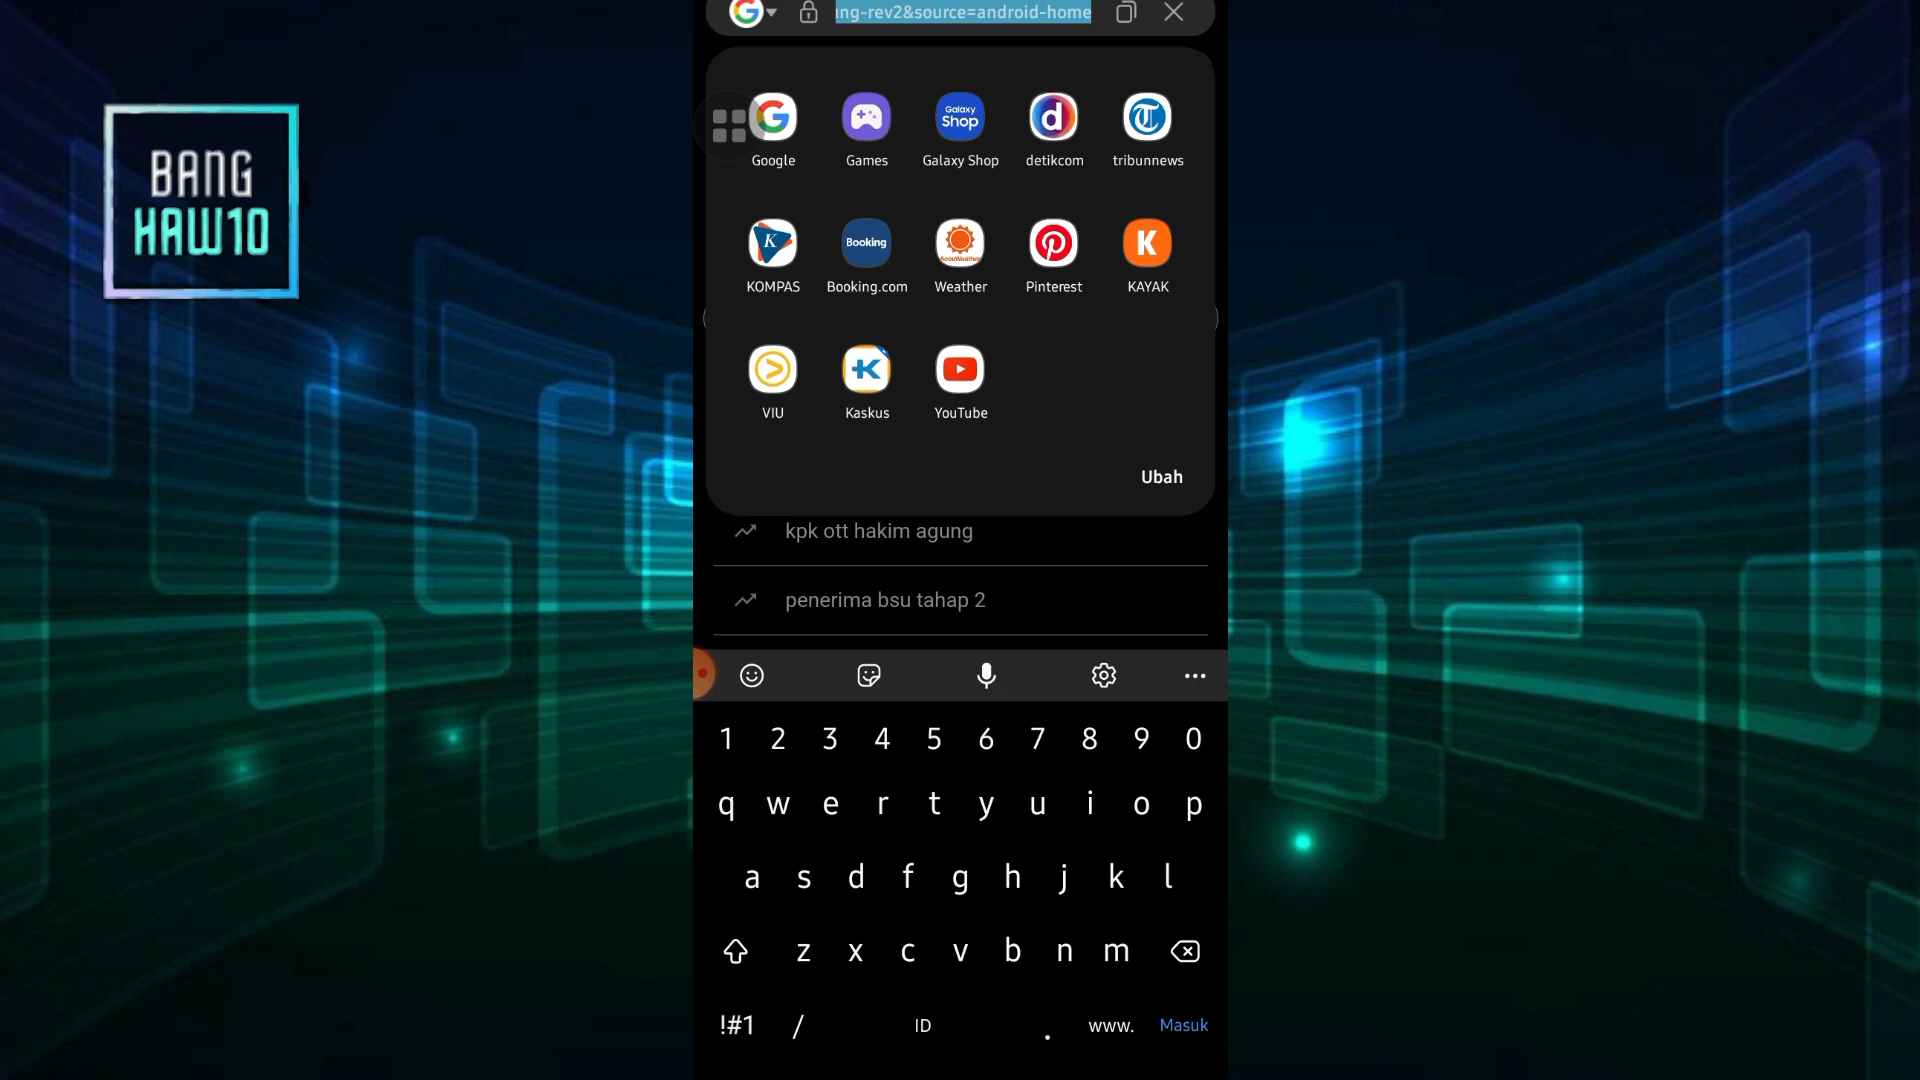 ng-rev2&source=android-home
BANG
HAW10
Galaxy
Shop
d
T
Google
Games
Galaxy Shop
detikcom
tribunnews
K
Booking
AccuWeather
K
KOMPAS
Booking.com
Weather
Pinterest
KAYAK
K
VIU
Kaskus
YouTube
Ubah
kpk ott hakim agung
penerima bsu tahap 2
1 2 3 4 5 6 7 8 9 0
q w e r t y u i o p
a s d f g h j k l
z x c v b n m
!#1 / ID . www. Masuk